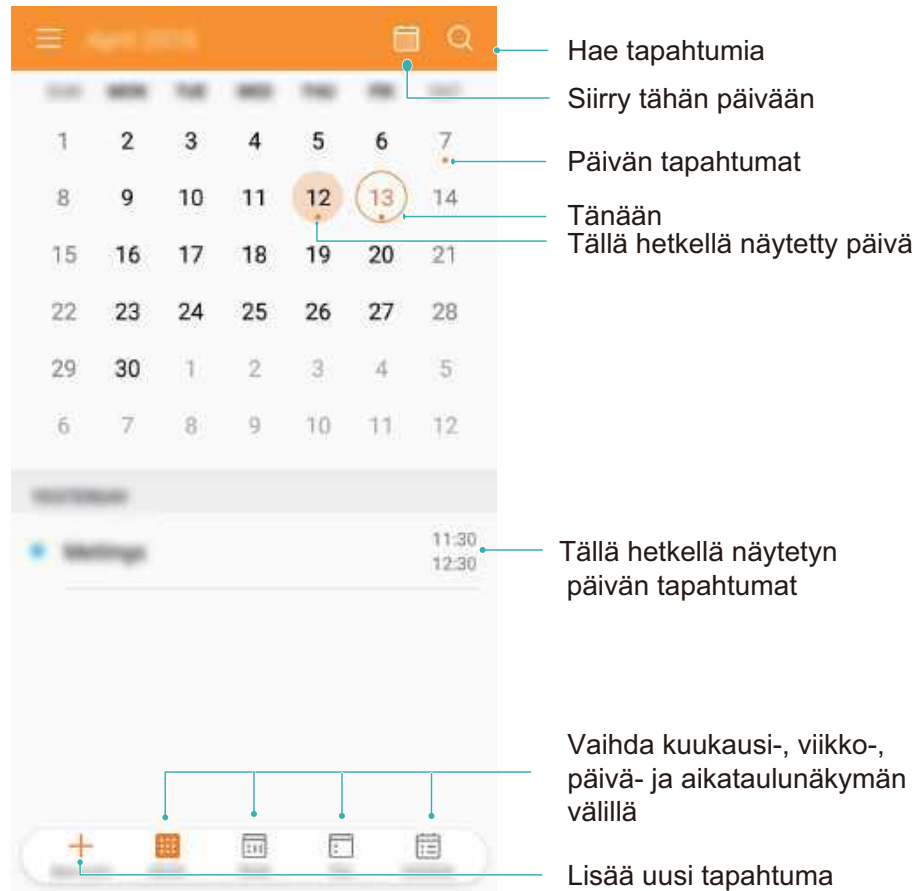 Hae tapahtumia
Siirry tähän päivään
1 2 3 4 5 6 7
Päivän tapahtumat
8 9 10 11 12 13 14
Tänään
Tällä hetkellä näytetty päivä
15 16 17 18 19 20 21
22 23 24 25 26 27 28
29 30 1 2 3 4 5
6 7 8 9 10 11 12
11:30
12:30
Tällä hetkellä näytetyn
päivän tapahtumat
Vaihda kuukausi-, viikko-,
päivä- ja aikataulunäkymän
välillä
Lisää uusi tapahtuma